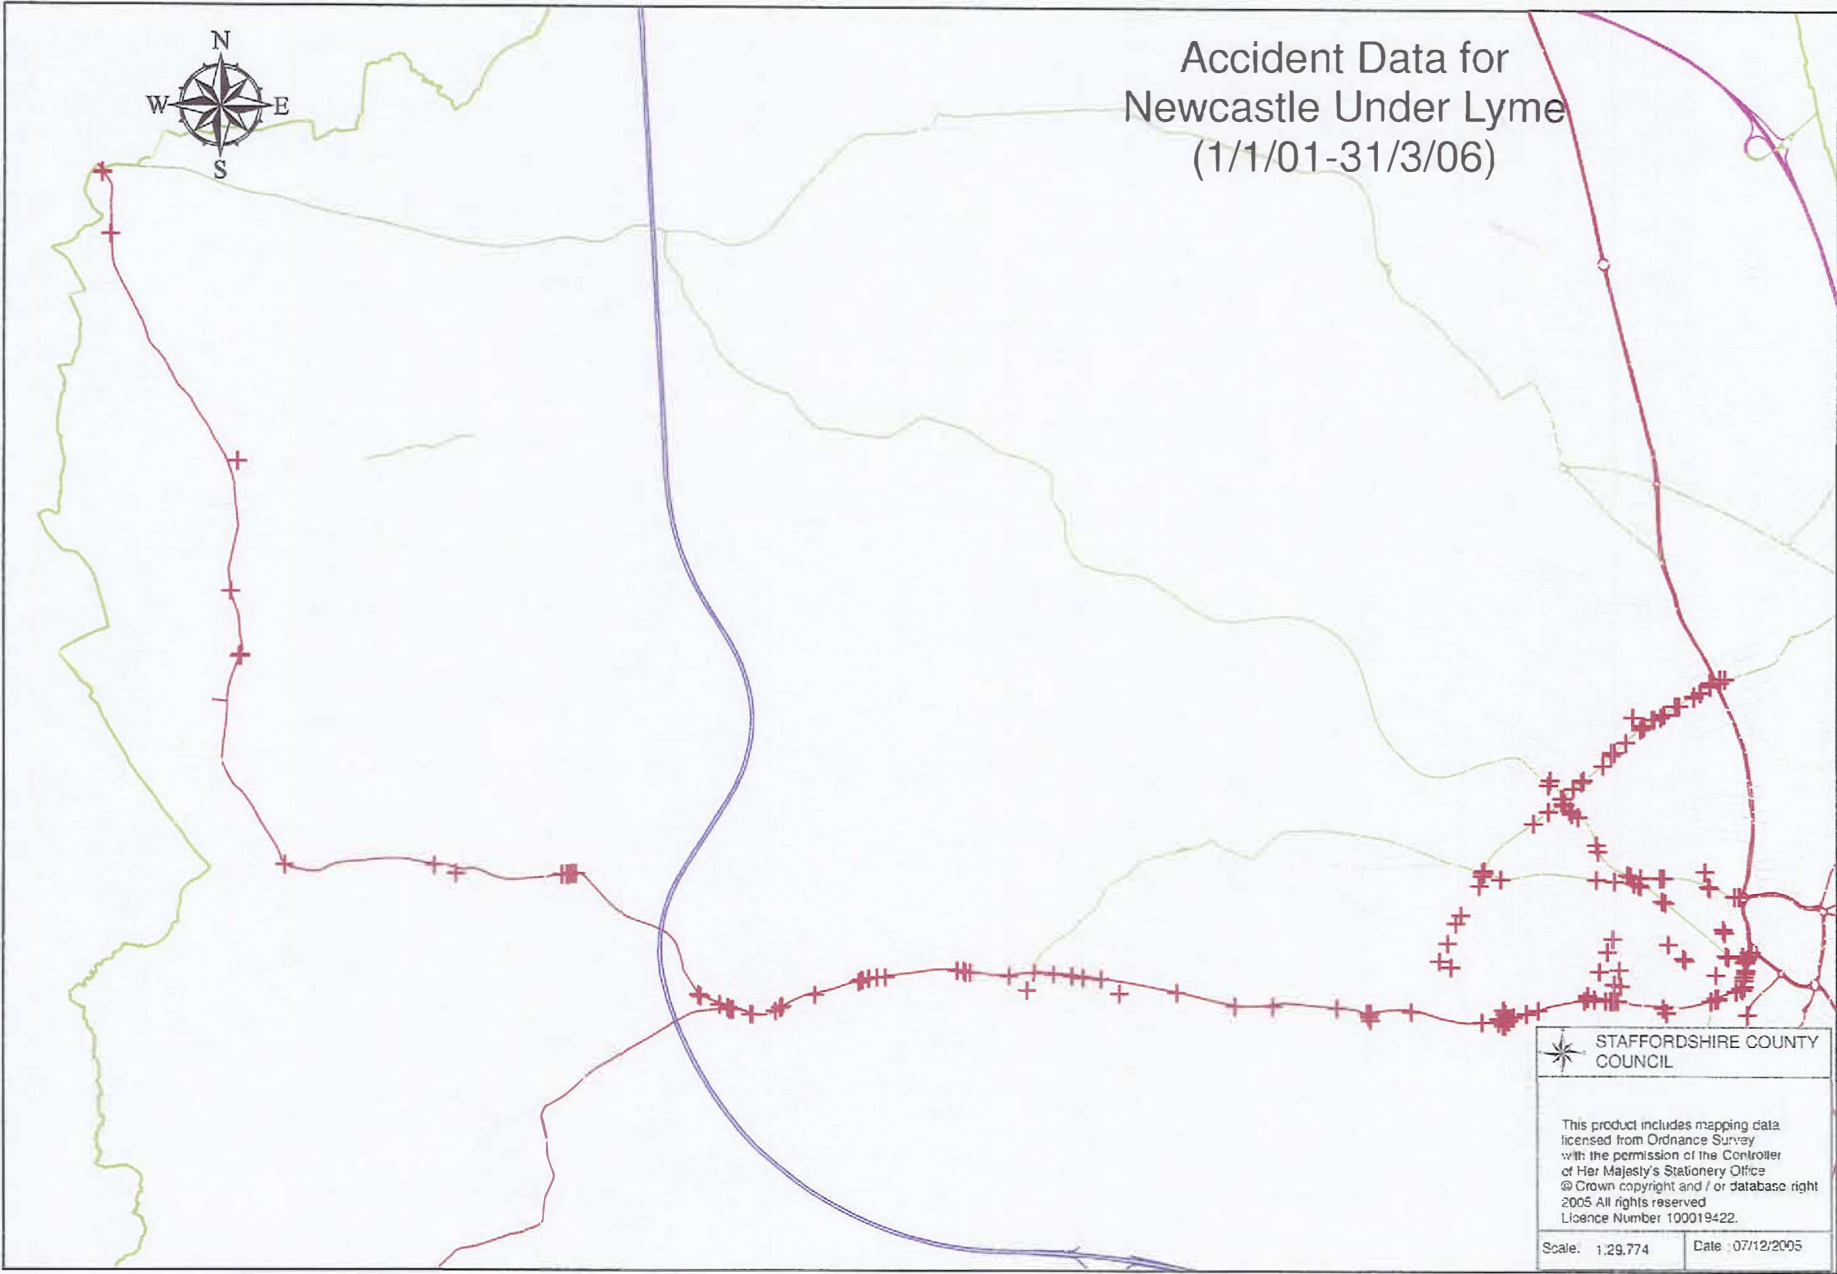 N
W E
S
Accident Data for
Newcastle Under Lyme
(1/1/01-31/3/06)
STAFFORDSHIRE COUNTY
COUNCIL
This product includes mapping data
licensed from Ordnance Survey
with the permission of the Controller
of Her Majesty's Stationery Office
© Crown copyright and / or database right
2005 All rights reserved
Licence Number 100019422.
Scale: 1:29,774
Date : 07/12/2005